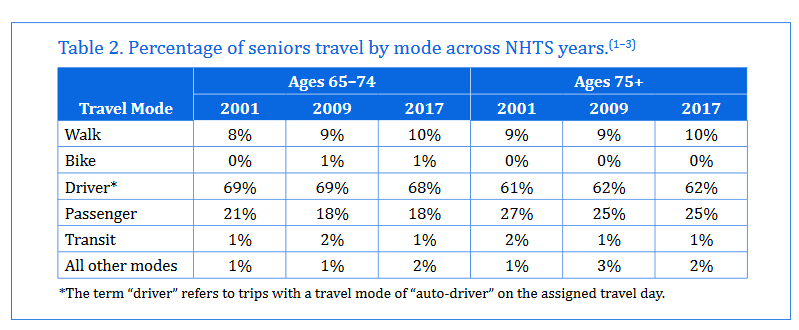 Table 2. Percentage of seniors travel by mode across NHTS years.(1–3)
Ages 65–74 Ages 75+
Travel Mode 2001 2009 2017 2001 2009 2017
Walk 8% 9% 10% 9% 9% 10%
Bike 0% 1% 1% 0% 0% 0%
Driver* 69% 69% 68% 61% 62% 62%
Passenger 21% 18% 18% 27% 25% 25%
Transit 1% 2% 1% 2% 1% 1%
All other modes 1% 1% 2% 1% 3% 2%
*The term “driver” refers to trips with a travel mode of “auto-driver” on the assigned travel day.